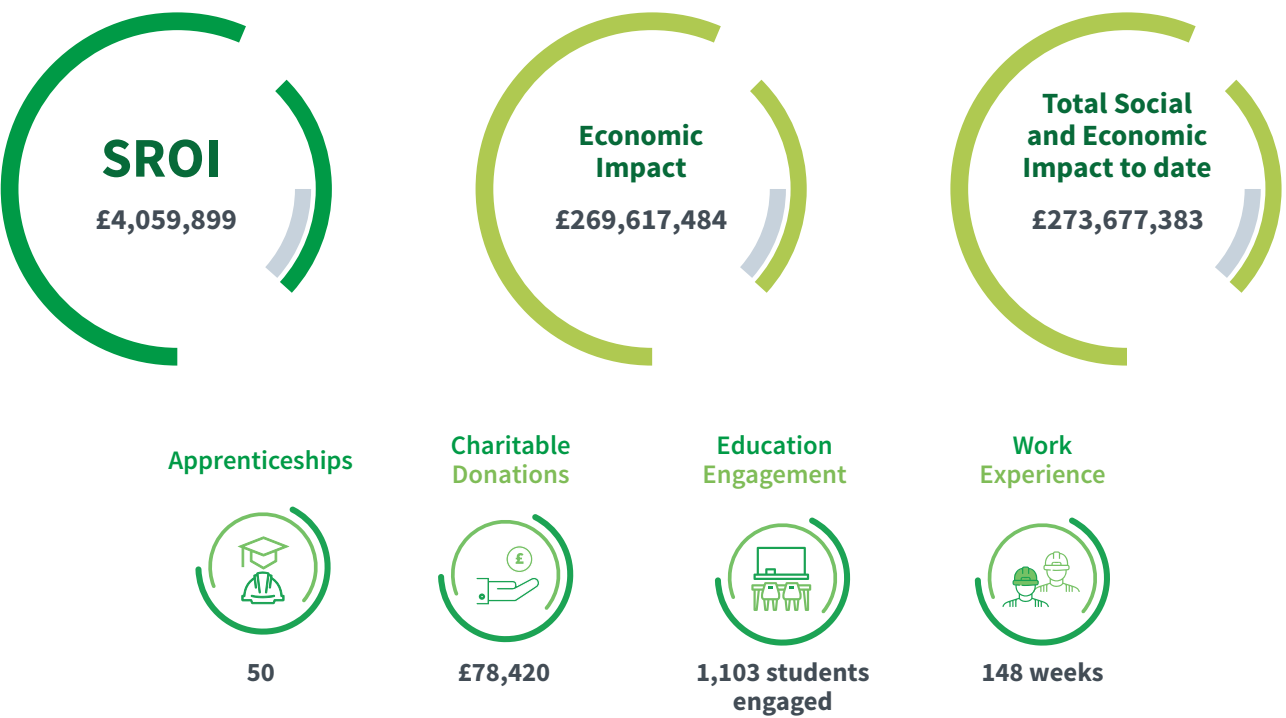 SROI
£4,059,899
Economic
Impact
£269,617,484
Total Social
and Economic
Impact to date
£273,677,383
Apprenticeships
50
Charitable
Donations
£
£78,420
Education
Engagement
1,103 students
engaged
Work
Experience
148 weeks